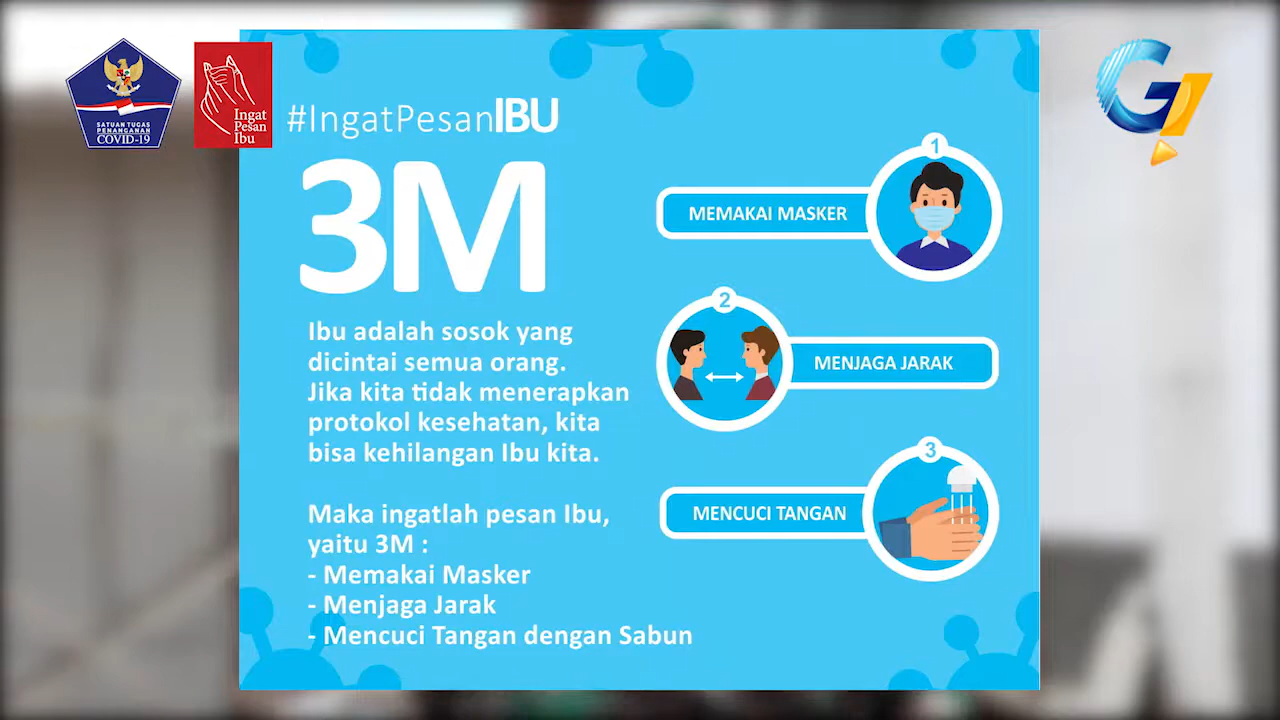 SATUAN TUGAS
PENANGANAN
COVID-19
Ingat
Pesan
Ibu
#IngatPesanIBU
3M
Ibu adalah sosok yang
dicintai semua orang.
Jika kita tidak menerapkan
protokol kesehatan, kita
bisa kehilangan Ibu kita.
Maka ingatlah pesan Ibu,
yaitu 3M :
- Memakai Masker
- Menjaga Jarak
- Mencuci Tangan dengan Sabun
1
MEMAKAI MASKER
2
MENJAGA JARAK
3
MENCUCI TANGAN
G7